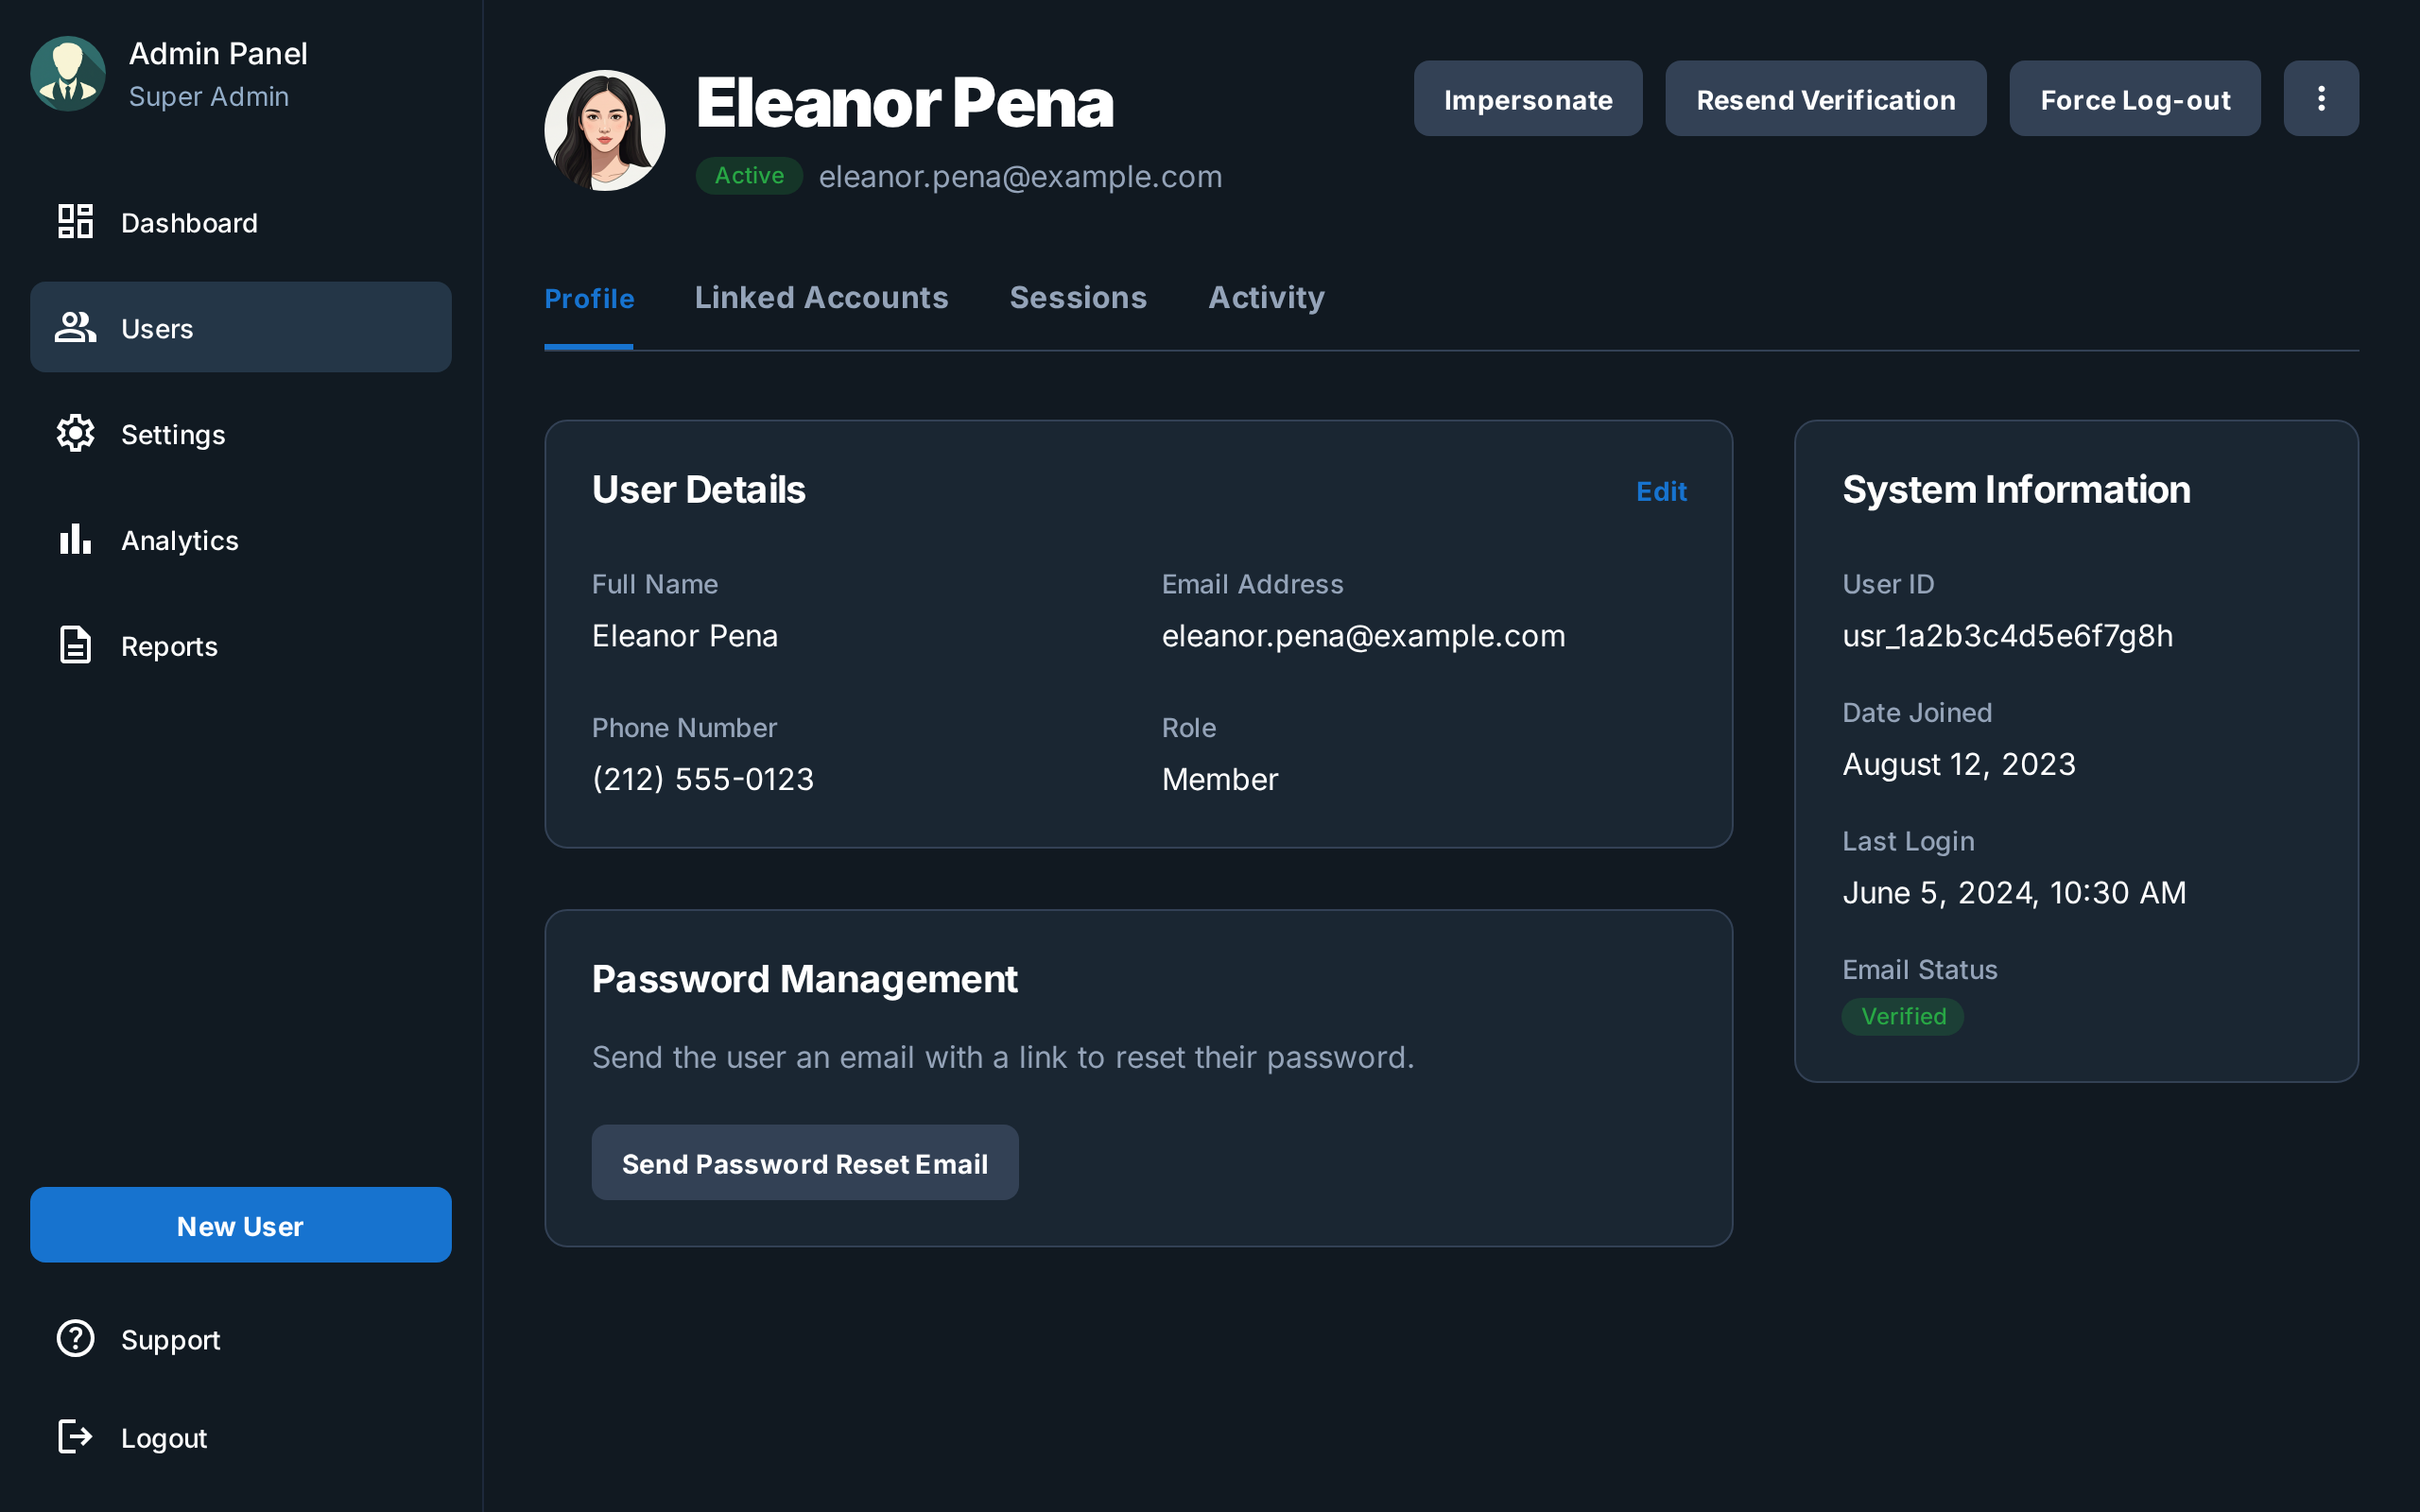 Admin Panel
Super Admin
Dashboard
Users
Settings
Analytics
Reports
New User
Support
Logout
Eleanor Pena
Active eleanor.pena@example.com
Impersonate Resend Verification Force Log-out
Profile Linked Accounts Sessions Activity
User Details Edit
Full Name Email Address
Eleanor Pena eleanor.pena@example.com
Phone Number Role
(212) 555-0123 Member
Password Management
Send the user an email with a link to reset their password.
Send Password Reset Email
System Information
User ID
usr_1a2b3c4d5e6f7g8h
Date Joined
August 12, 2023
Last Login
June 5, 2024, 10:30 AM
Email Status
Verified